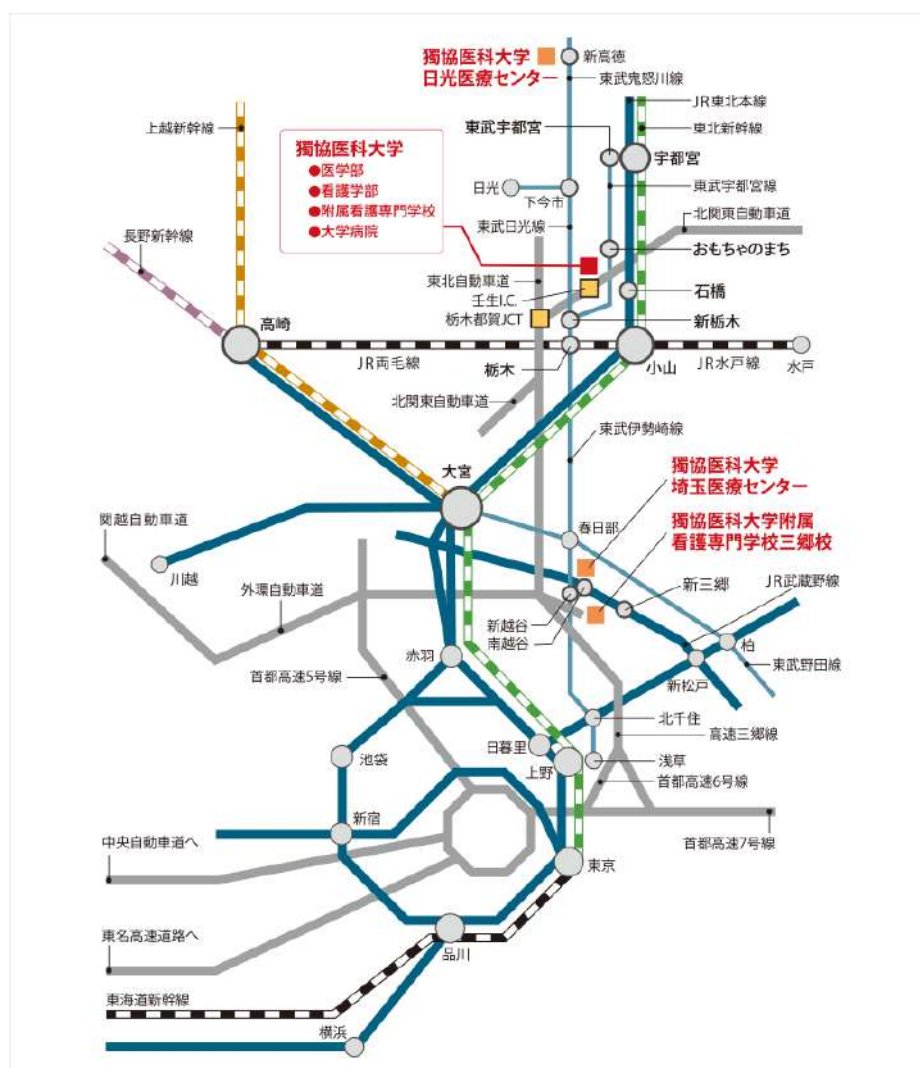 獨協医科大学
日光医療センター
新高徳
東武鬼怒川線
JR東北本線
上越新幹線
東武宇都宮
東北新幹線
獨協医科大学
●医学部
●看護学部
●附属看護専門学校
●大学病院
宇都宮
日光
下今市
東武宇都宮線
北関東自動車道
東武日光線
長野新幹線
おもちゃのまち
東北自動車道
壬生I.C.
石橋
栃木都賀JCT
新栃木
高崎
JR両毛線
栃木
小山
JR水戸線
水戸
北関東自動車道
東武伊勢崎線
大宮
獨協医科大学
埼玉医療センター
獨協医科大学附属
看護専門学校三郷校
関越自動車道
春日部
川越
外環自動車道
新三郷
JR武蔵野線
新越谷
南越谷
柏
赤羽
首都高速5号線
新松戸
東武野田線
北千住
高速三郷線
日暮里
池袋
上野
浅草
首都高速6号線
新宿
中央自動車道へ
首都高速7号線
東京
東名高速道路へ
品川
東海道新幹線
横浜